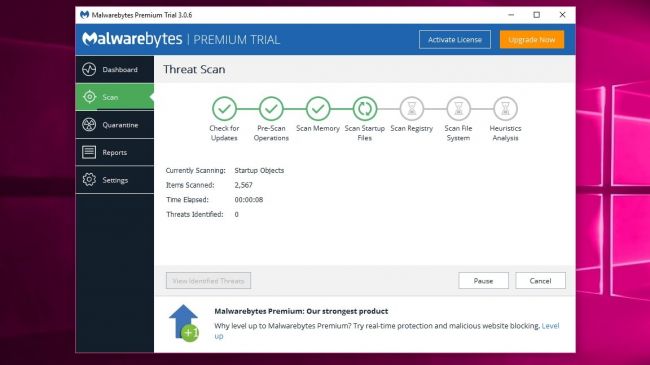 Malwarebytes Premium Trial 3.0.6
Malwarebytes | PREMIUM TRIAL
Activate License
Upgrade Now
Dashboard
Scan
Quarantine
Reports
Settings
Threat Scan
Check for
Updates
Pre-Scan
Operations
Scan Memory
Scan Startup
Files
Scan Registry
Scan File
System
Heuristics
Analysis
Currently Scanning: Startup Objects
Items Scanned: 2,567
Time Elapsed: 00:00:08
Threats Identified: 0
View Identified Threats
Pause
Cancel
+1
Malwarebytes Premium: Our strongest product
Why level up to Malwarebytes Premium? Try real-time protection and malicious website blocking. Level
up